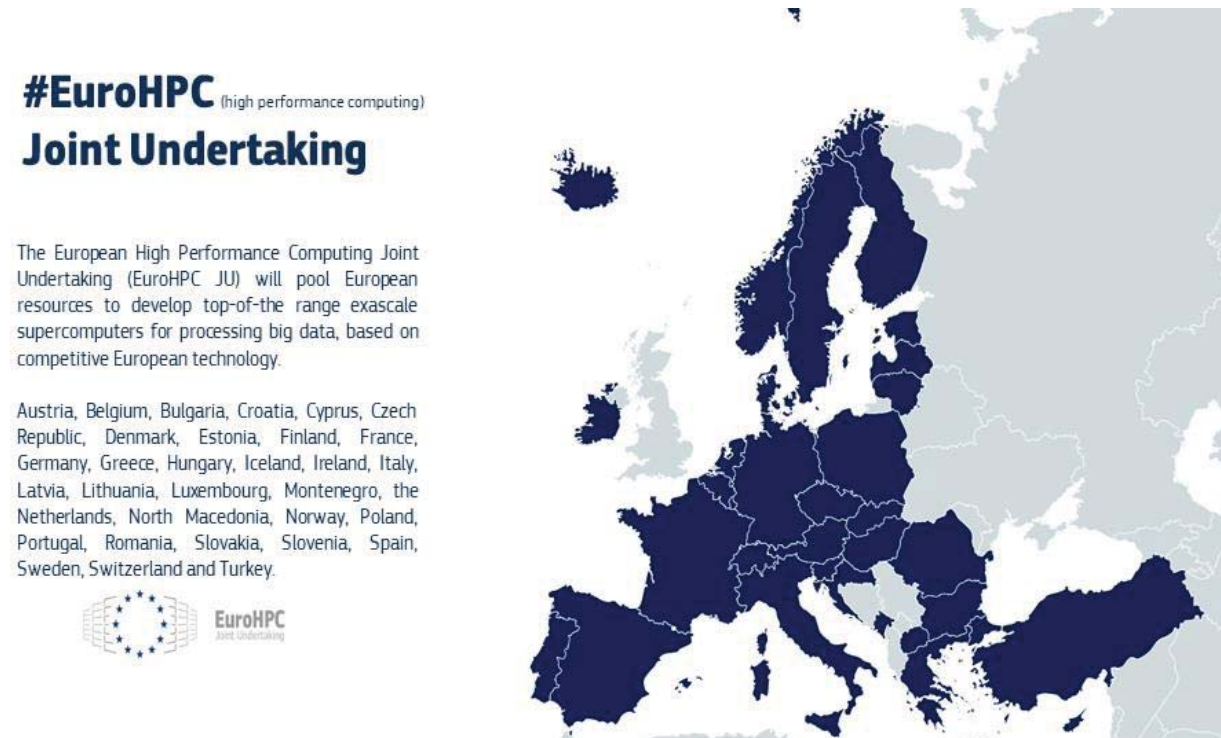 #EuroHPC (high performance computing)
Joint Undertaking
The European High Performance Computing Joint
Undertaking (EuroHPC JU) will pool European
resources to develop top-of-the range exascale
supercomputers for processing big data, based on
competitive European technology.
Austria, Belgium, Bulgaria, Croatia, Cyprus, Czech
Republic, Denmark, Estonia, Finland, France,
Germany, Greece, Hungary, Iceland, Ireland, Italy,
Latvia, Lithuania, Luxembourg, Montenegro, the
Netherlands, North Macedonia, Norway, Poland,
Portugal, Romania, Slovakia, Slovenia, Spain,
Sweden, Switzerland and Turkey.
EuroHPC
Joint Undertaking